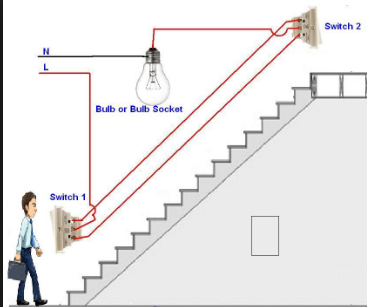 Switch 2
N
L
Bulb or Bulb Socket
Switch 1